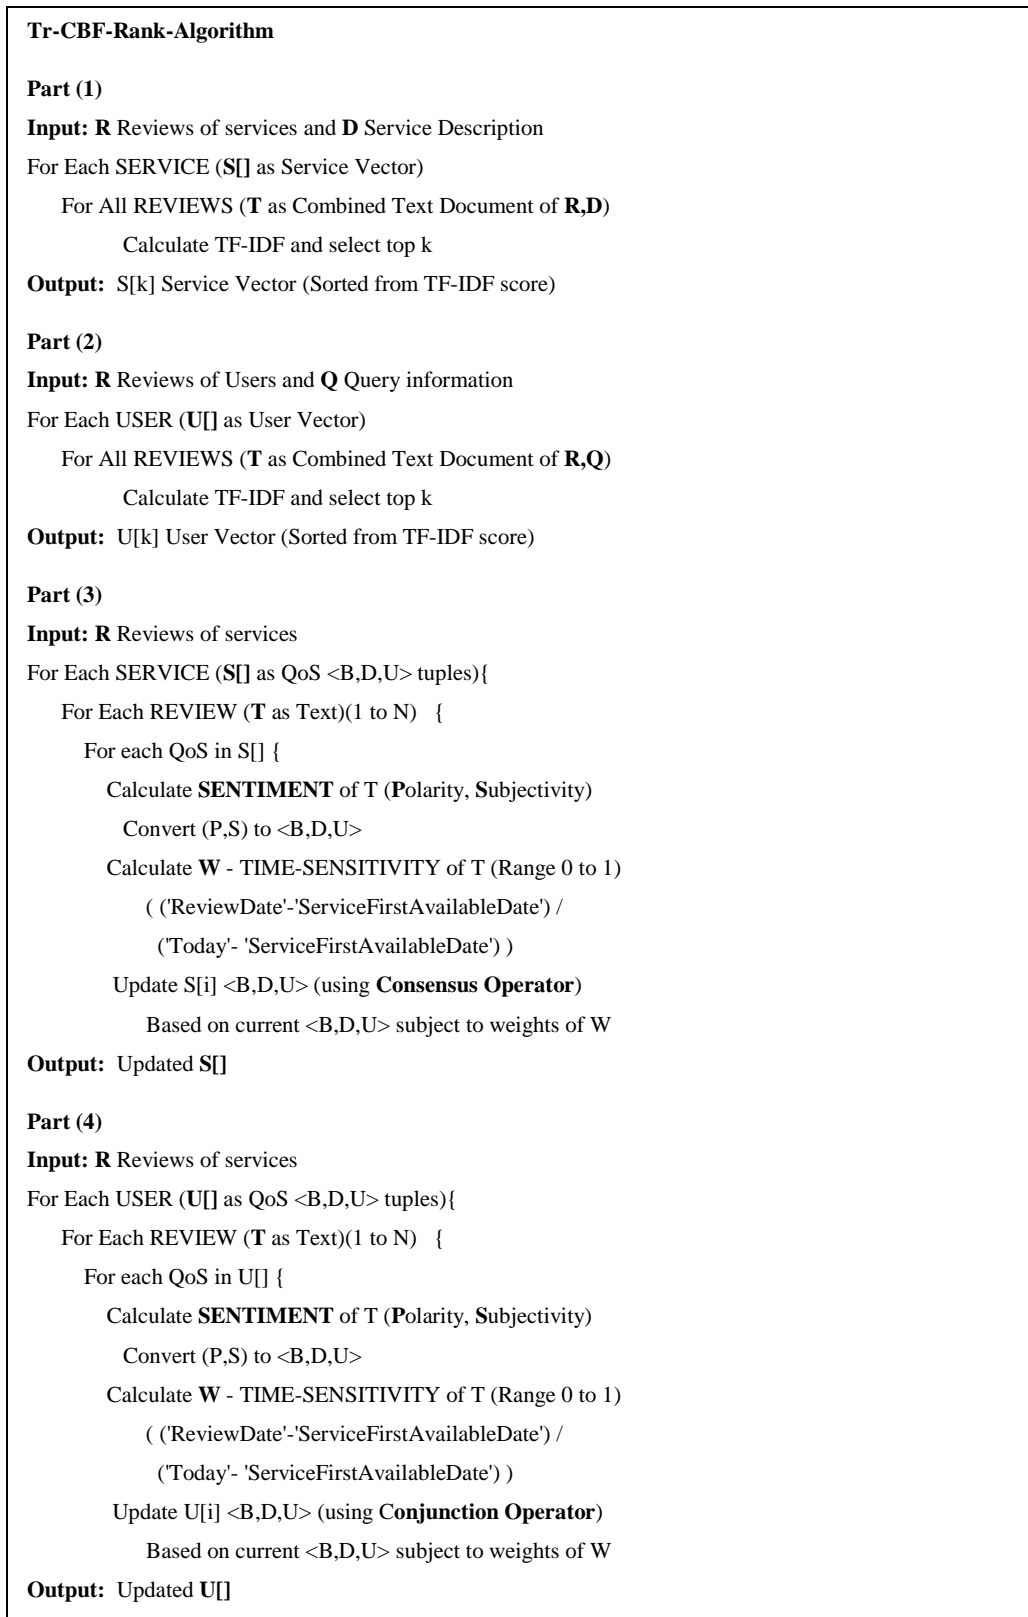 Tr-CBF-Rank-Algorithm
Part (1)
Input: R Reviews of services and D Service Description
For Each SERVICE (S[] as Service Vector)
For All REVIEWS (T as Combined Text Document of R,D)
Calculate TF-IDF and select top k
Output: S[k] Service Vector (Sorted from TF-IDF score)
Part (2)
Input: R Reviews of Users and Q Query information
For Each USER (U[] as User Vector)
For All REVIEWS (T as Combined Text Document of R,Q)
Calculate TF-IDF and select top k
Output: U[k] User Vector (Sorted from TF-IDF score)
Part (3)
Input: R Reviews of services
For Each SERVICE (S[] as QoS <B,D,U> tuples){
For Each REVIEW (T as Text)(1 to N) {
For each QoS in S[] {
Calculate SENTIMENT of T (Polarity, Subjectivity)
Convert (P,S) to <B,D,U>
Calculate W - TIME-SENSITIVITY of T (Range 0 to 1)
( ('ReviewDate'-'ServiceFirstAvailableDate') /
('Today'- 'ServiceFirstAvailableDate') )
Update S[i] <B,D,U> (using Consensus Operator)
Based on current <B,D,U> subject to weights of W
Output: Updated S[]
Part (4)
Input: R Reviews of services
For Each USER (U[] as QoS <B,D,U> tuples){
For Each REVIEW (T as Text)(1 to N) {
For each QoS in U[] {
Calculate SENTIMENT of T (Polarity, Subjectivity)
Convert (P,S) to <B,D,U>
Calculate W - TIME-SENSITIVITY of T (Range 0 to 1)
( ('ReviewDate'-'ServiceFirstAvailableDate') /
('Today'- 'ServiceFirstAvailableDate') )
Update U[i] <B,D,U> (using Conjunction Operator)
Based on current <B,D,U> subject to weights of W
Output: Updated U[]